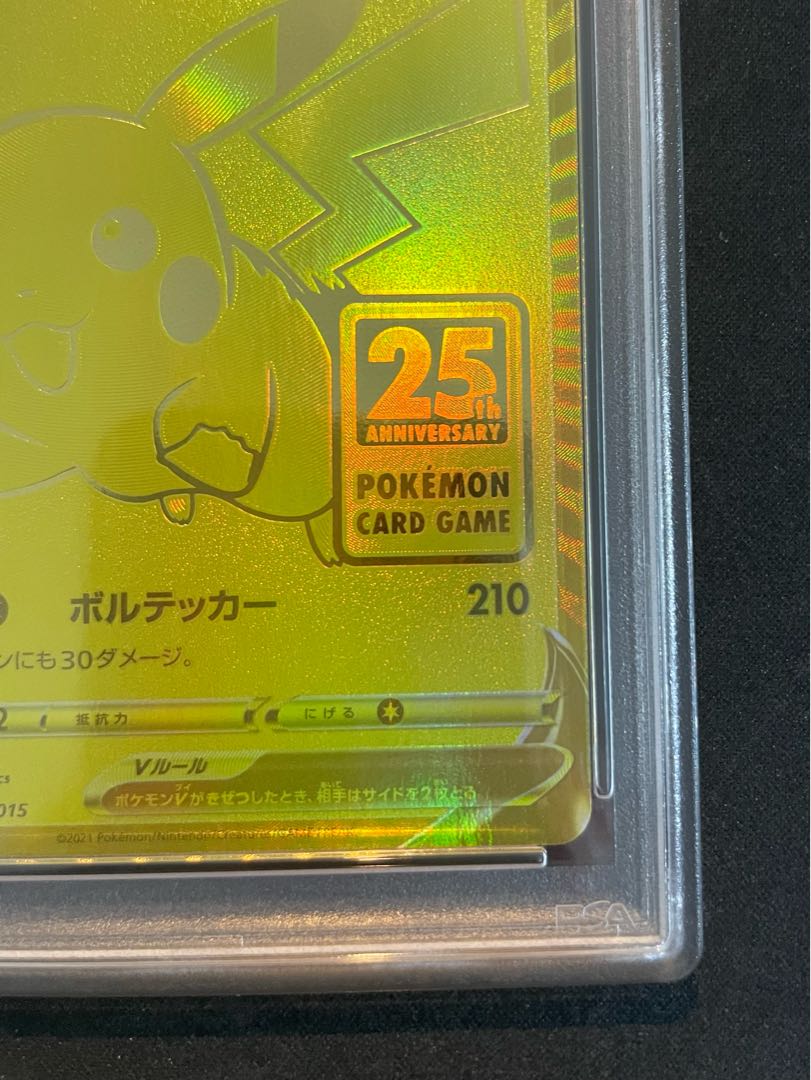 25th
ANNIVERSARY
POKÉMON
CARD GAME
ボルテッカー 210
ンにも30ダメージ。
2 抵抗力 にげる
Vルール
ポケモンVがきぜつしたとき、相手はサイドを2枚とる
cs
015
©2021 Pokémon/Nintendo/Creatures/GAME FREAK
PSA